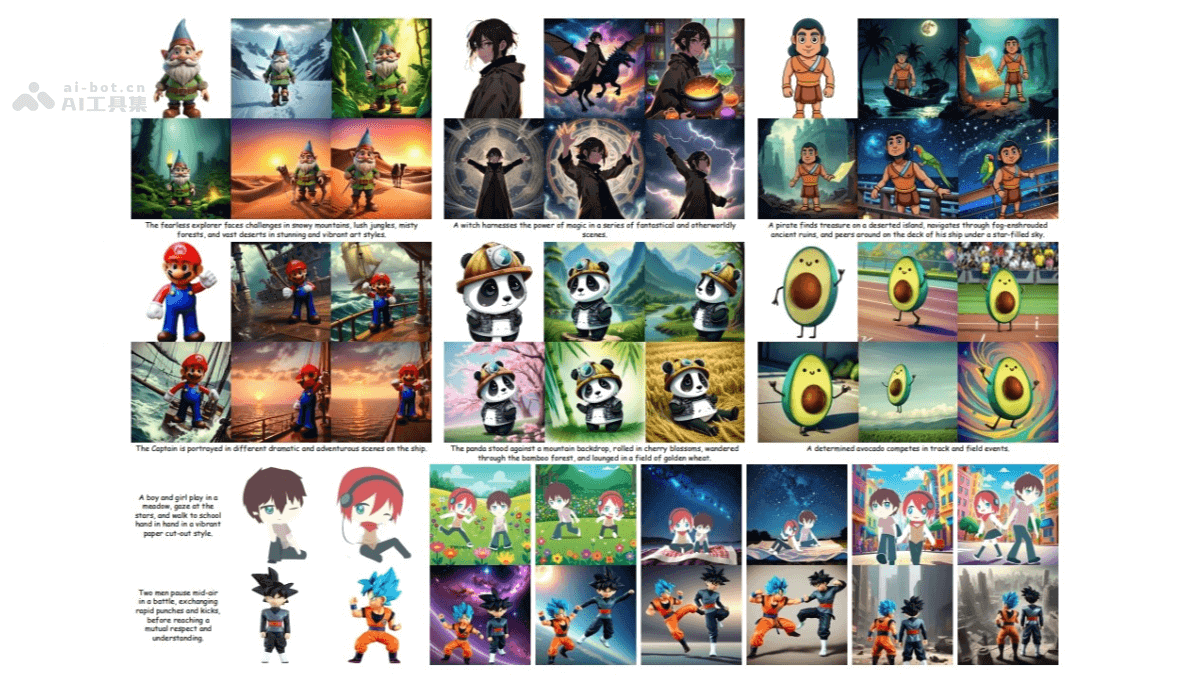 ai-bot.cn
AI工具集
The fearless explorer faces challenges in snowy mountains, lush jungles, misty
forests, and vast deserts in stunning and vibrant art styles.
A witch harnesses the power of magic in a series of fantastical and otherworldly
scenes.
A pirate finds treasure on a deserted island, navigates through fog-enshrouded
ancient ruins, and peers around on the deck of his ship under a star-filled sky.
The Captain is portrayed in different dramatic and adventurous scenes on the ship.
The panda stood against a mountain backdrop, rolled in cherry blossoms, wandered
through the bamboo forest, and lounged in a field of golden wheat.
A determined avocado competes in track and field events.
A boy and girl play in a
meadow, gaze at the
stars, and walk to school
hand in hand in a vibrant
paper cut-out style.
Two men pause mid-air
in a battle, exchanging
rapid punches and kicks,
before reaching a
mutual respect and
understanding.